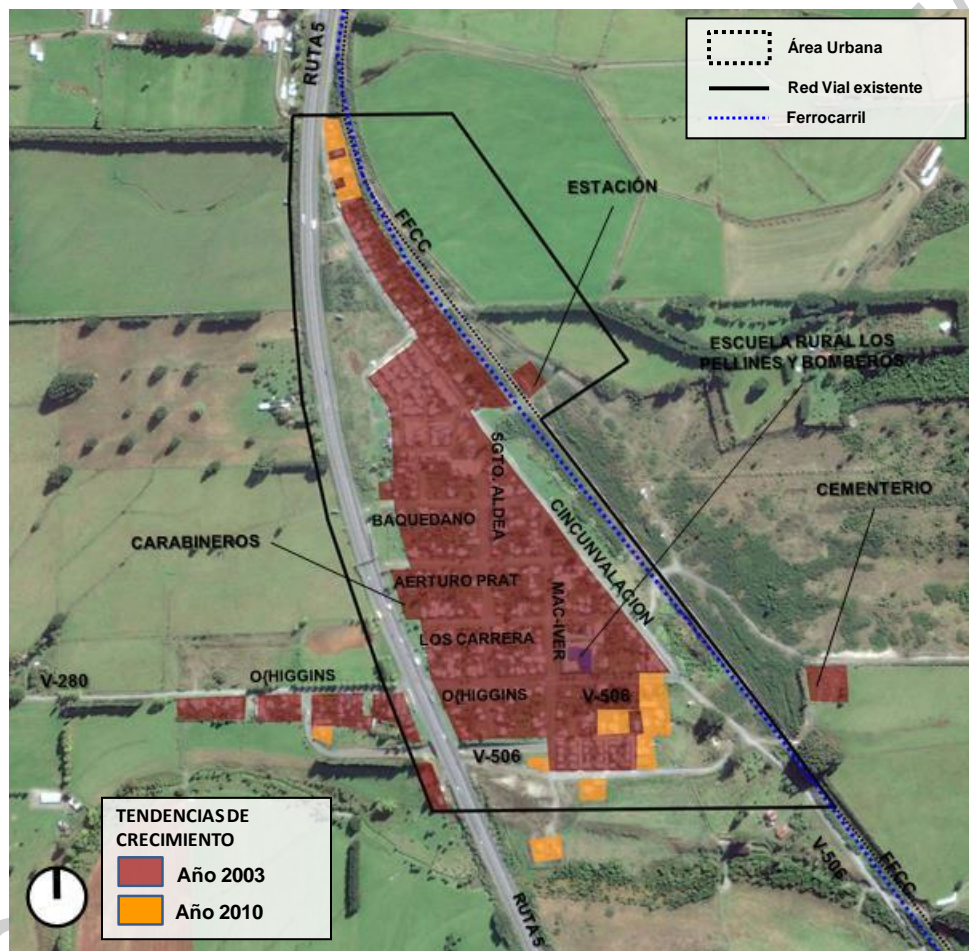 Área Urbana
Red Vial existente
Ferrocarril
RUTA 5
ESTACIÓN
FFCC
ESCUELA RURAL LOS
PELLINES Y BOMBEROS
SGTO. ALDEA
CEMENTERIO
BAQUEDANO
CINCUNVALACION
CARABINEROS
AERTURO PRAT
MAC-IVER
LOS CARRERA
V-280
O{HIGGINS
O{HIGGINS
V-506
V-506
TENDENCIAS DE
CRECIMIENTO
Año 2003
Año 2010
V-506
FFCC
RUTA 5